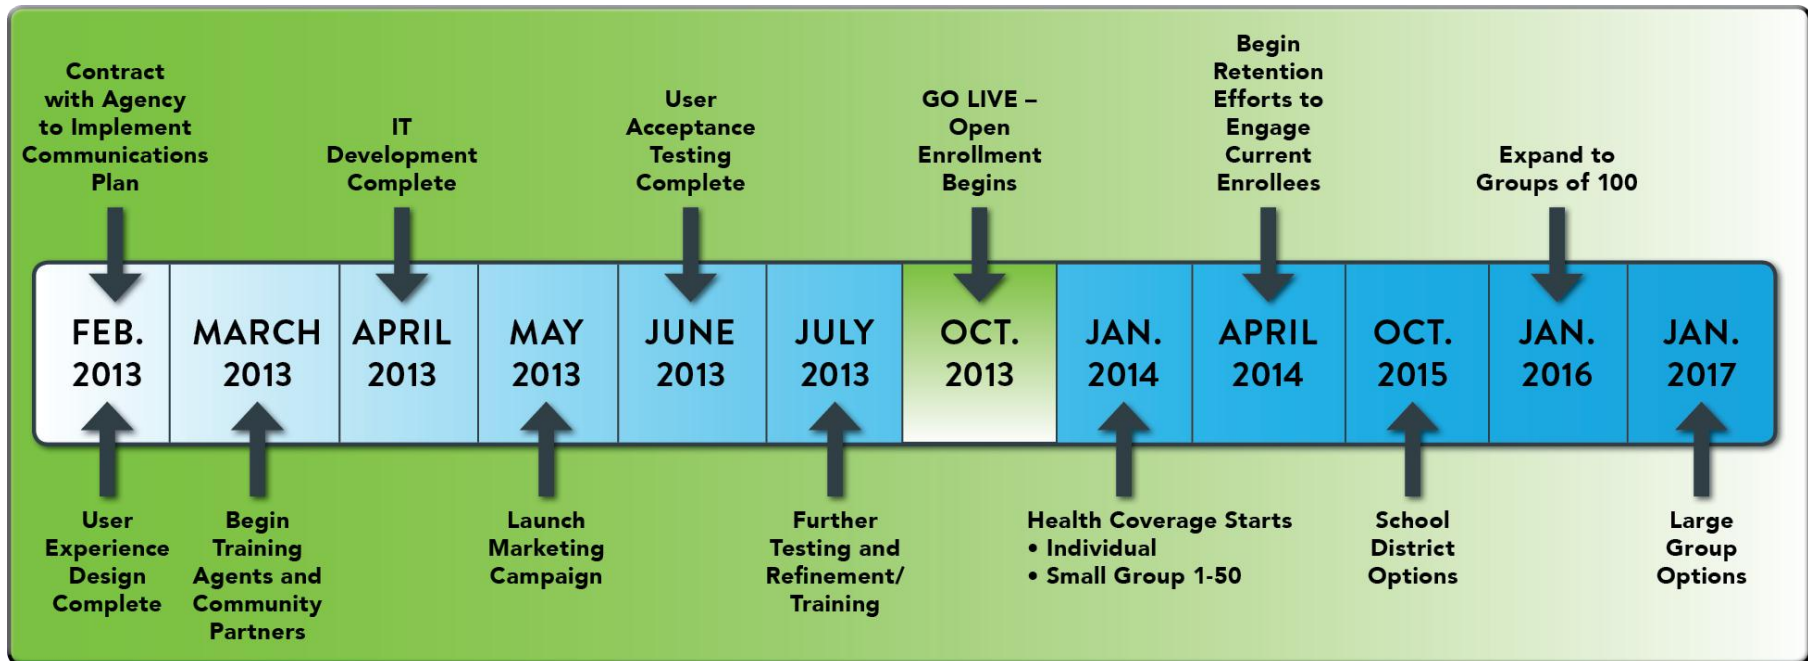 Contract
with Agency
to Implement
Communications
Plan
IT
Development
Complete
User
Acceptance
Testing
Complete
GO LIVE –
Open
Enrollment
Begins
Begin
Retention
Efforts to
Engage
Current
Enrollees
Expand to
Groups of 100
FEB.
2013
MARCH
2013
APRIL
2013
MAY
2013
JUNE
2013
JULY
2013
OCT.
2013
JAN.
2014
APRIL
2014
OCT.
2015
JAN.
2016
JAN.
2017
User
Experience
Design
Complete
Begin
Training
Agents and
Community
Partners
Launch
Marketing
Campaign
Further
Testing and
Refinement/
Training
Health Coverage Starts
• Individual
• Small Group 1-50
School
District
Options
Large
Group
Options